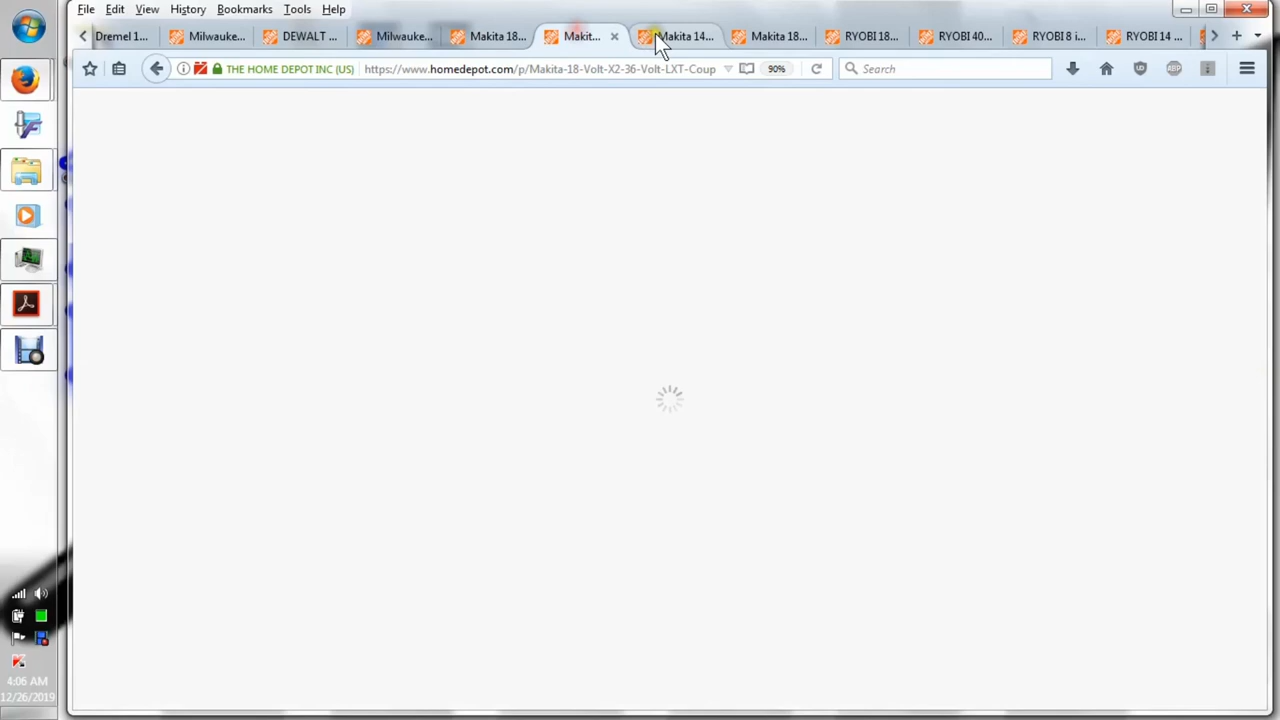 File Edit View History Bookmarks Tools Help
Dremel 1... Milwauke... DEWALT ... Milwauke... Makita 18... Makit... Makita 14... Makita 18... RYOBI 18... RYOBI 40... RYOBI 8 i... RYOBI 14 ...
THE HOME DEPOT INC (US) https://www.homedepot.com/p/Makita-18-Volt-X2-36-Volt-LXT-Coup 90% Search UD ABP
4:06 AM
12/26/2019